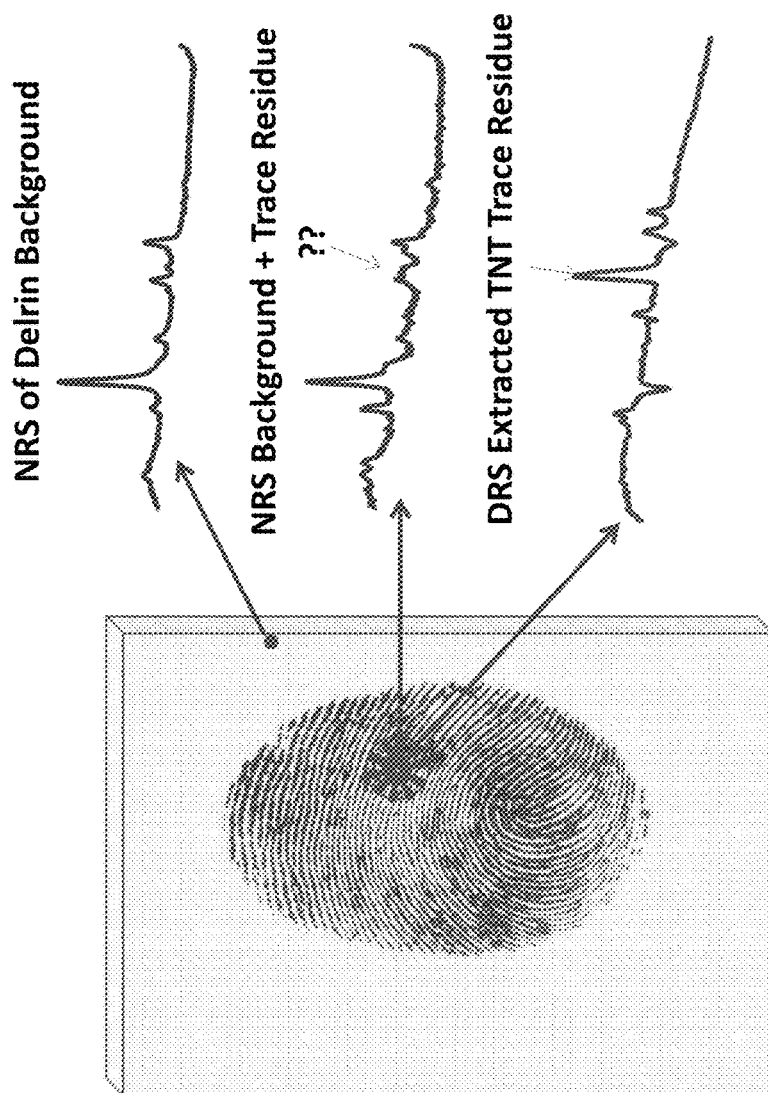 NRS of Delrin Background
NRS Background + Trace Residue
??
DRS Extracted TNT Trace Residue